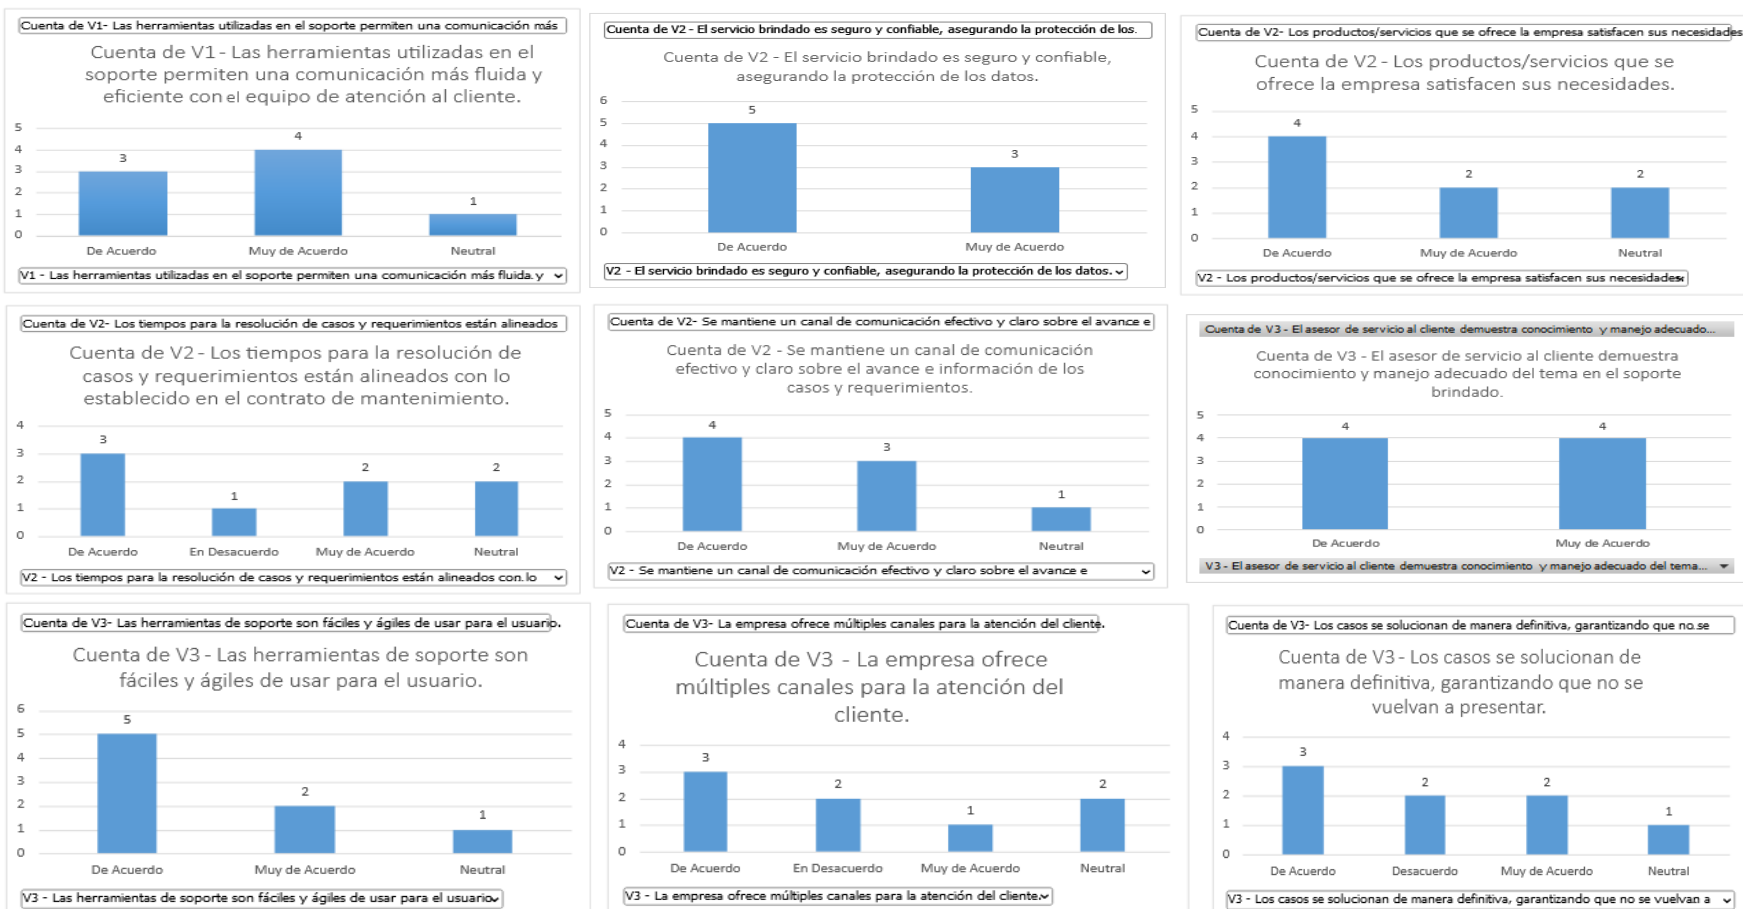 Cuenta de V1- Las herramientas utilizadas en el soporte permiten una comunicación más
Cuenta de V1 - Las herramientas utilizadas en el
soporte permiten una comunicación más fluida y
eficiente con el equipo de atención al cliente.
5
4
3
2
1
0
3
4
1
De Acuerdo
Muy de Acuerdo
Neutral
V1 - Las herramientas utilizadas en el soporte permiten una comunicación más fluida y
Cuenta de V2 - El servicio brindado es seguro y confiable, asegurando la protección de los.
Cuenta de V2 - El servicio brindado es seguro y confiable,
asegurando la protección de los datos.
6
5
4
3
2
1
0
5
3
De Acuerdo
Muy de Acuerdo
V2 - El servicio brindado es seguro y confiable, asegurando la protección de los datos.
Cuenta de V2- Los productos/servicios que se ofrece la empresa satisfacen sus necesidades
Cuenta de V2 - Los productos/servicios que se
ofrece la empresa satisfacen sus necesidades.
5
4
3
2
1
0
4
2
2
De Acuerdo
Muy de Acuerdo
Neutral
V2 - Los productos/servicios que se ofrece la empresa satisfacen sus necesidades
Cuenta de V2- Los tiempos para la resolución de casos y requerimientos están alineados
Cuenta de V2 - Los tiempos para la resolución de
casos y requerimientos están alineados con lo
establecido en el contrato de mantenimiento.
4
3
2
1
0
3
1
2
2
De Acuerdo
En Desacuerdo
Muy de Acuerdo
Neutral
V2 - Los tiempos para la resolución de casos y requerimientos están alineados con lo
Cuenta de V2- Se mantiene un canal de comunicación efectivo y claro sobre el avance e
Cuenta de V2 - Se mantiene un canal de comunicación
efectivo y claro sobre el avance e información de los
casos y requerimientos.
5
4
3
2
1
0
4
3
1
De Acuerdo
Muy de Acuerdo
Neutral
V2 - Se mantiene un canal de comunicación efectivo y claro sobre el avance e
Cuenta de V3 - El asesor de servicio al cliente demuestra conocimiento y manejo adecuado...
Cuenta de V3 - El asesor de servicio al cliente demuestra
conocimiento y manejo adecuado del tema en el soporte
brindado.
5
4
3
2
1
0
4
4
De Acuerdo
Muy de Acuerdo
V3 - El asesor de servicio al cliente demuestra conocimiento y manejo adecuado del tema...
Cuenta de V3- Las herramientas de soporte son fáciles y ágiles de usar para el usuario.
Cuenta de V3 - Las herramientas de soporte son
fáciles y ágiles de usar para el usuario.
6
5
4
3
2
1
0
5
2
1
De Acuerdo
Muy de Acuerdo
Neutral
V3 - Las herramientas de soporte son fáciles y ágiles de usar para el usuario
Cuenta de V3- La empresa ofrece múltiples canales para la atención del cliente.
Cuenta de V3 - La empresa ofrece
múltiples canales para la atención del
cliente.
4
3
2
1
0
3
2
1
2
De Acuerdo
En Desacuerdo
Muy de Acuerdo
Neutral
V3 - La empresa ofrece múltiples canales para la atención del cliente.
Cuenta de V3- Los casos se solucionan de manera definitiva, garantizando que no se
Cuenta de V3 - Los casos se solucionan de
manera definitiva, garantizando que no se
vuelvan a presentar.
4
3
2
1
0
3
2
2
1
De Acuerdo
Desacuerdo
Muy de Acuerdo
Neutral
V3 - Los casos se solucionan de manera definitiva, garantizando que no se vuelvan a